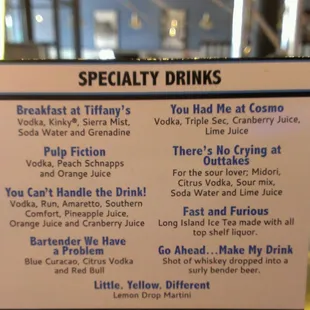 SPECIALTY DRINKS
Breakfast at Tiffany's
Vodka, Kinky®, Sierra Mist,
Soda Water and Grenadine
Pulp Fiction
Vodka, Peach Schnapps
and Orange Juice
You Can't Handle the Drink!
Vodka, Run, Amaretto, Southern
Comfort, Pineapple Juice,
Orange Juice and Cranberry Juice
Bartender We Have
a Problem
Blue Curacao, Citrus Vodka
and Red Bull
You Had Me at Cosmo
Vodka, Triple Sec, Cranberry Juice,
Lime Juice
There's No Crying at
Outtakes
For the sour lover; Midori,
Citrus Vodka, Sour mix,
Soda Water and Lime Juice
Fast and Furious
Long Island Ice Tea made with all
top shelf liquor.
Go Ahead...Make My Drink
Shot of whiskey dropped into a
surly bender beer.
Little. Yellow. Different
Lemon Drop Martini